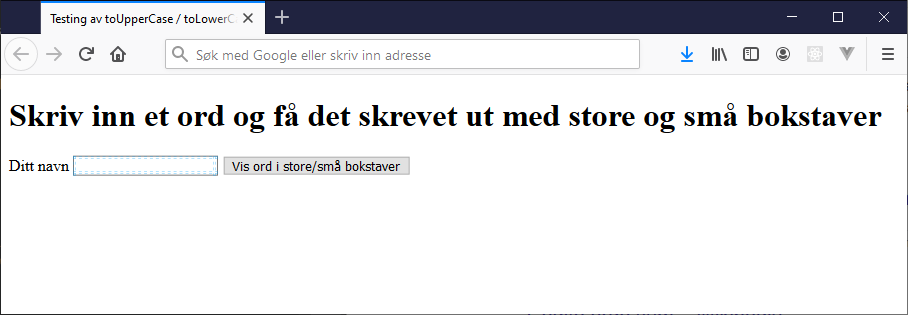 Testing av toUpperCase / toLowerC
Søk med Google eller skriv inn adresse
Skriv inn et ord og få det skrevet ut med store og små bokstaver
Ditt navn Vis ord i store/små bokstaver